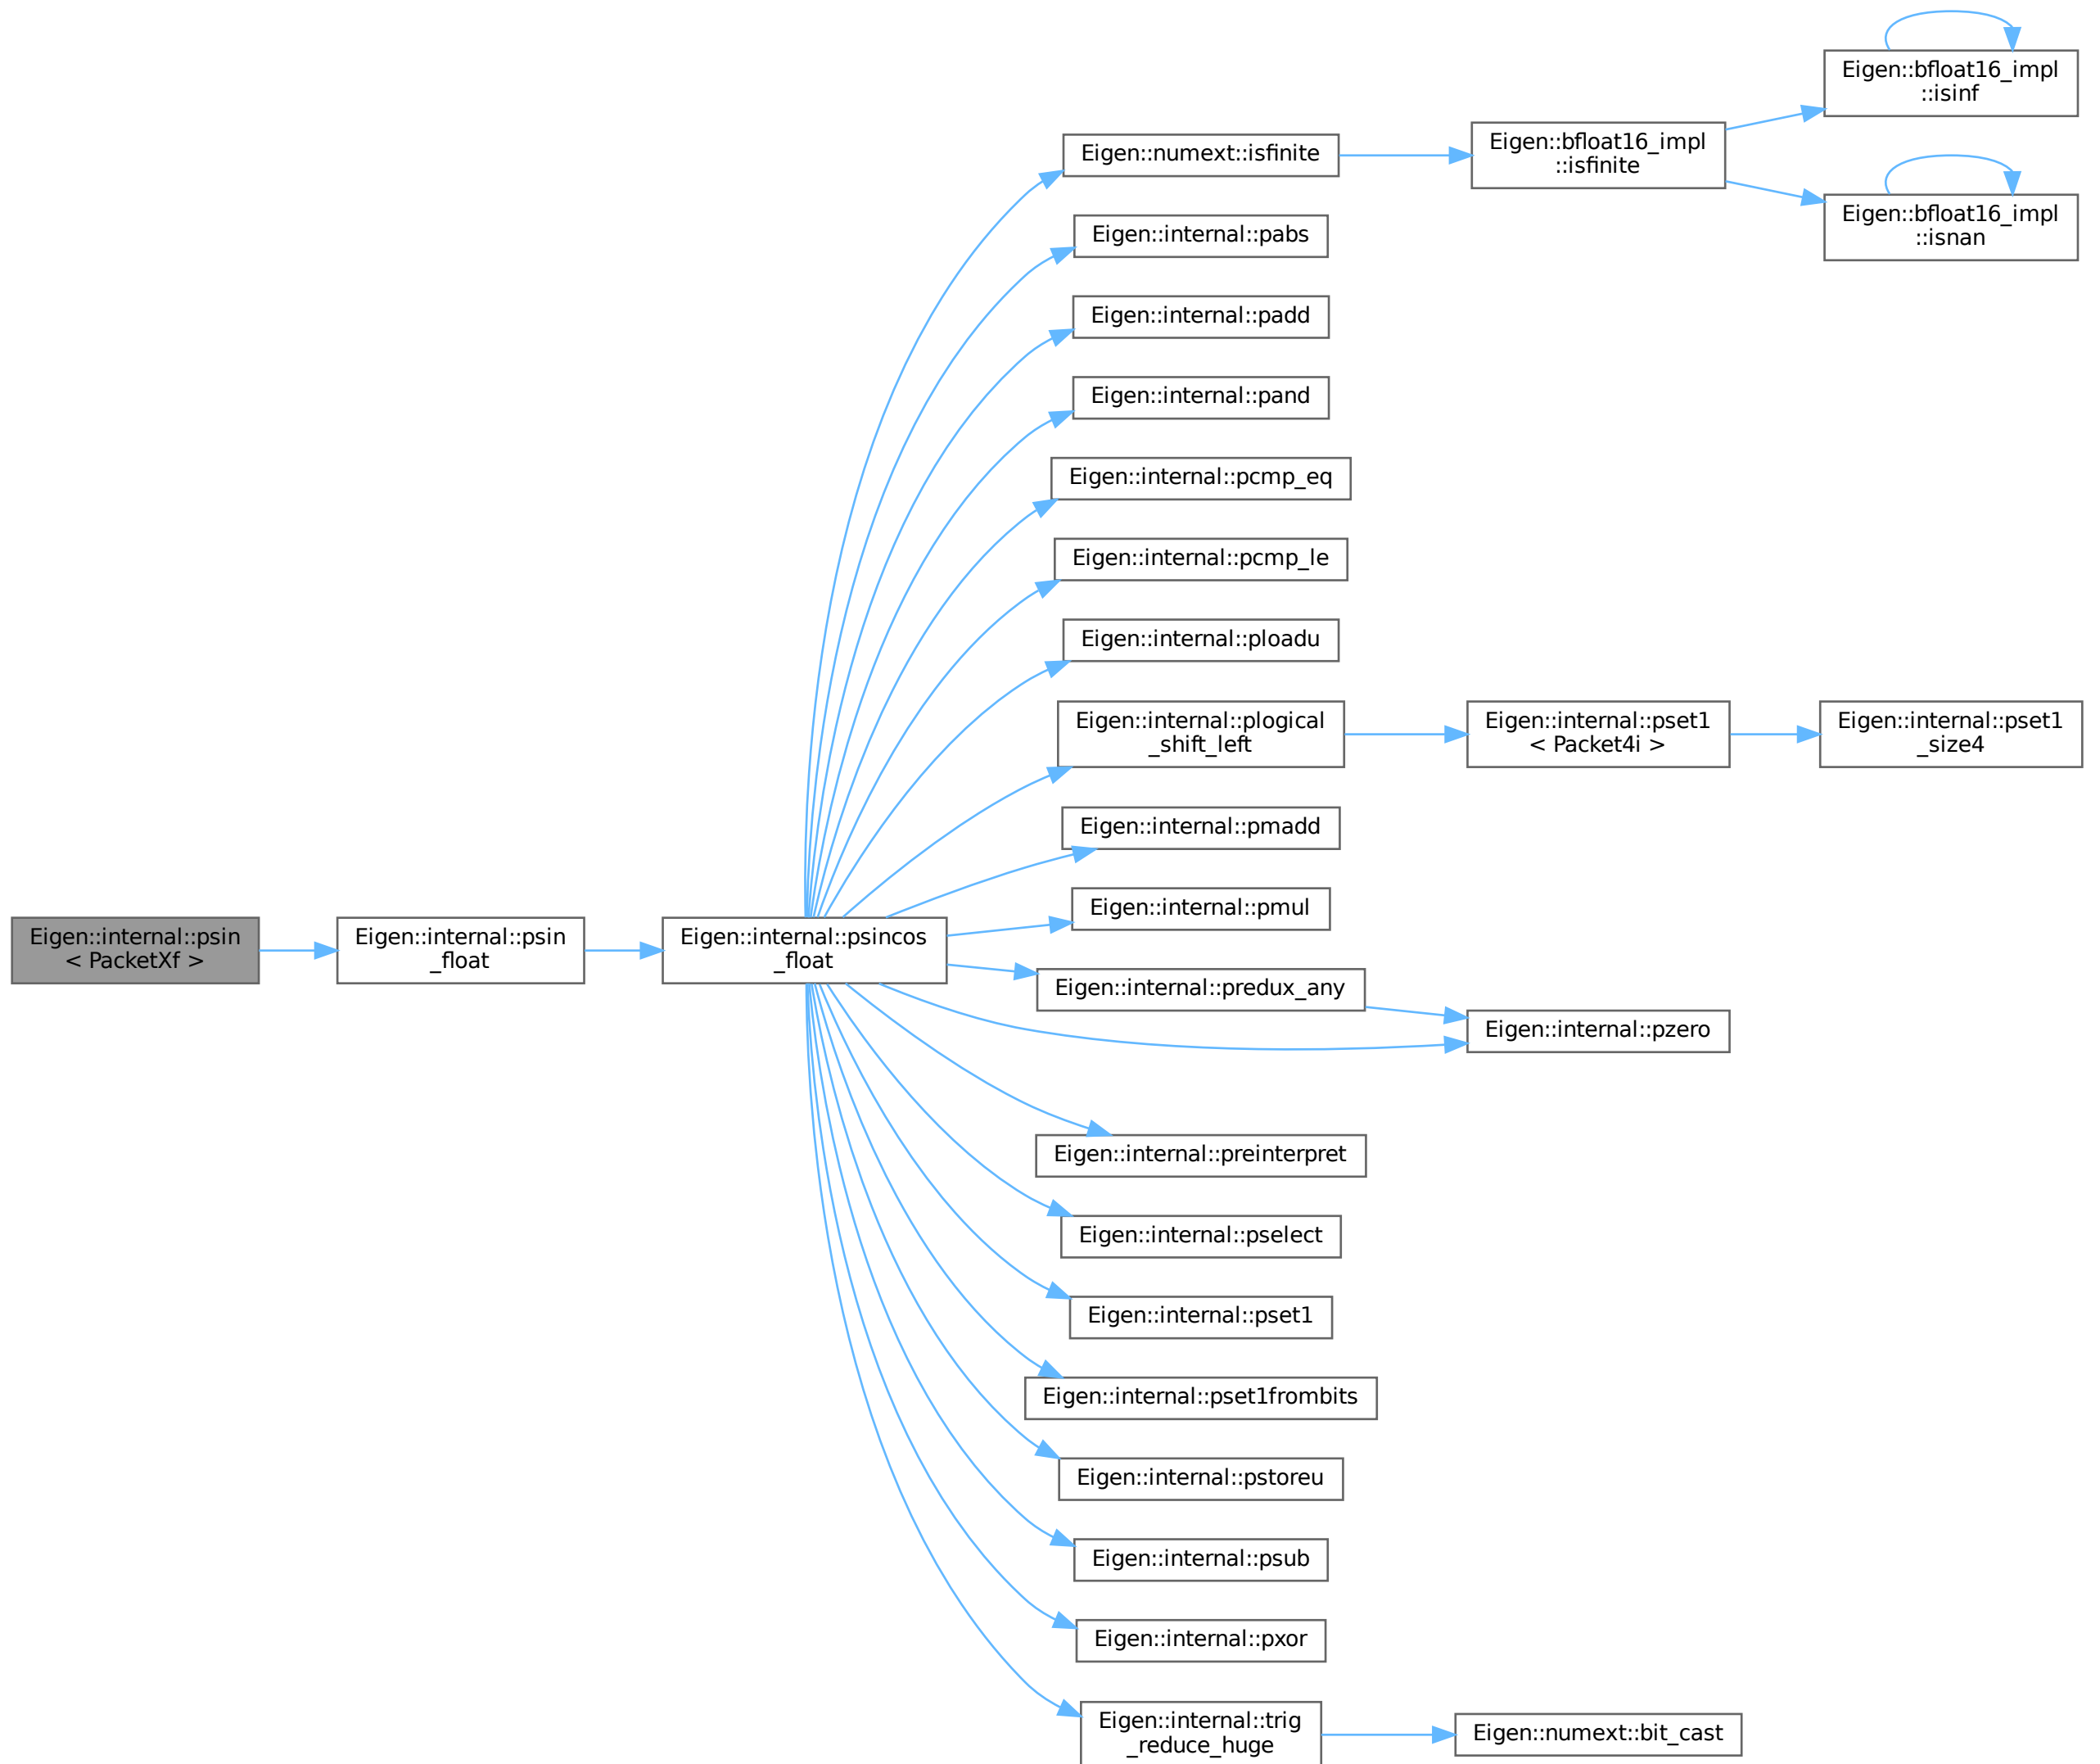 Eigen::bfloat16_impl
::isinf
Eigen::numext::isfinite
Eigen::bfloat16_impl
::isfinite
Eigen::bfloat16_impl
::isnan
Eigen::internal::pabs
Eigen::internal::padd
Eigen::internal::pand
Eigen::internal::pcmp_eq
Eigen::internal::pcmp_le
Eigen::internal::ploadu
Eigen::internal::plogical
_shift_left
Eigen::internal::pset1
< Packet4i >
Eigen::internal::pset1
_size4
Eigen::internal::pmadd
Eigen::internal::pmul
Eigen::internal::psin
< PacketXf >
Eigen::internal::psin
_float
Eigen::internal::psincos
_float
Eigen::internal::predux_any
Eigen::internal::pzero
Eigen::internal::preinterpret
Eigen::internal::pselect
Eigen::internal::pset1
Eigen::internal::pset1frombits
Eigen::internal::pstoreu
Eigen::internal::psub
Eigen::internal::pxor
Eigen::internal::trig
_reduce_huge
Eigen::numext::bit_cast